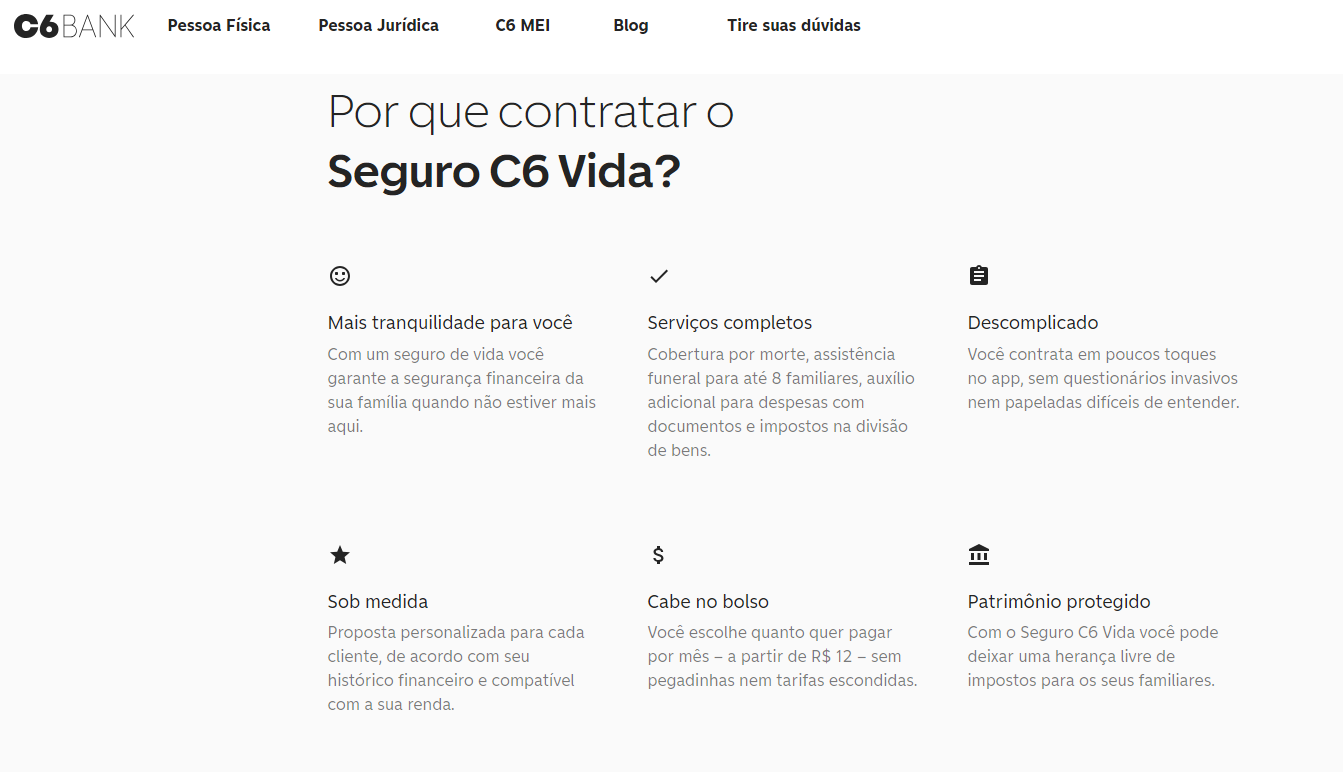 C6BANK
Pessoa Física
Pessoa Jurídica
C6 MEI
Blog
Tire suas dúvidas
Por que contratar o
Seguro C6 Vida?
Mais tranquilidade para você
Com um seguro de vida você
garante a segurança financeira da
sua família quando não estiver mais
aqui.
Serviços completos
Cobertura por morte, assistência
funeral para até 8 familiares, auxílio
adicional para despesas com
documentos e impostos na divisão
de bens.
Descomplicado
Você contrata em poucos toques
no app, sem questionários invasivos
nem papeladas difíceis de entender.
Sob medida
Proposta personalizada para cada
cliente, de acordo com seu
histórico financeiro e compatível
com a sua renda.
Cabe no bolso
Você escolhe quanto quer pagar
por mês – a partir de R$ 12 – sem
pegadinhas nem tarifas escondidas.
Patrimônio protegido
Com o Seguro C6 Vida você pode
deixar uma herança livre de
impostos para os seus familiares.